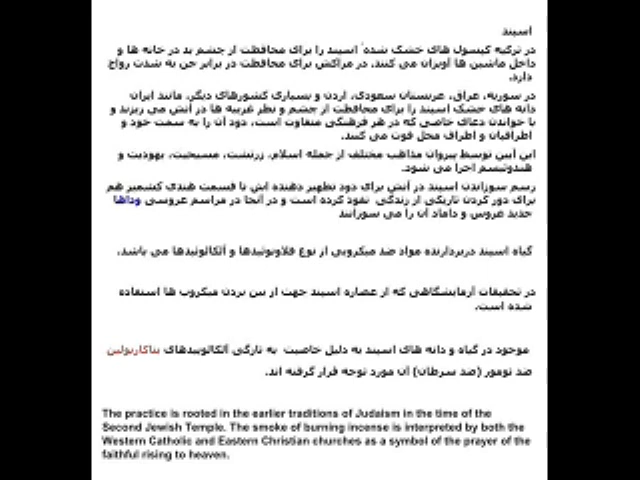 اسپند
در ترکیه کپسول های خشک شده ٔ اسپند را برای محافظت از چشم بد در خانه ها و
داخل ماشین ها آویزان می کنند. در مراکش برای محافظت در برابر جن به شدت رواج
دارد.
در سوریه، عراق، عربستان سعودی، اردن و بسیاری کشورهای دیگر، مانند ایران
دانه های خشک اسپند را برای محافظت از چشم و نظر غریبه ها در آتش می ریزند و
با خواندن دعای خاصی که در هر فرهنگی متفاوت است، دود آن را به سمت خود و
اطرافیان و اطراف محل فوت می کنند.
این آیین توسط پیروان مذاهب مختلف از جمله اسلام، زرتشت، مسیحیت، یهودیت و
هندوئیسم اجرا می شود.
رسم سوزاندن اسپند در آتش برای دود تطهیر دهنده اش تا قسمت هندی کشمیر هم
برای دور کردن تاریکی از زندگی نفوذ کرده است و در آنجا در مراسم عروسی وداها
جدید عروس و داماد آن را می سوزانند
گیاه اسپند دربردارنده مواد ضد میکروبی از نوع فلاونوئیدها و آلکالوئیدها می باشد.
در تحقیقات آزمایشگاهی که از عصاره اسپند جهت از بین بردن میکروب ها استفاده
شده است.
موجود در گیاه و دانه های اسپند به دلیل خاصیت به تازگی آلکالوییدهای بتاکاربولین
ضد تومور (ضد سرطان) آن مورد توجه قرار گرفته اند.
The practice is rooted in the earlier traditions of Judaism in the time of the
Second Jewish Temple. The smoke of burning incense is interpreted by both the
Western Catholic and Eastern Christian churches as a symbol of the prayer of the
faithful rising to heaven.